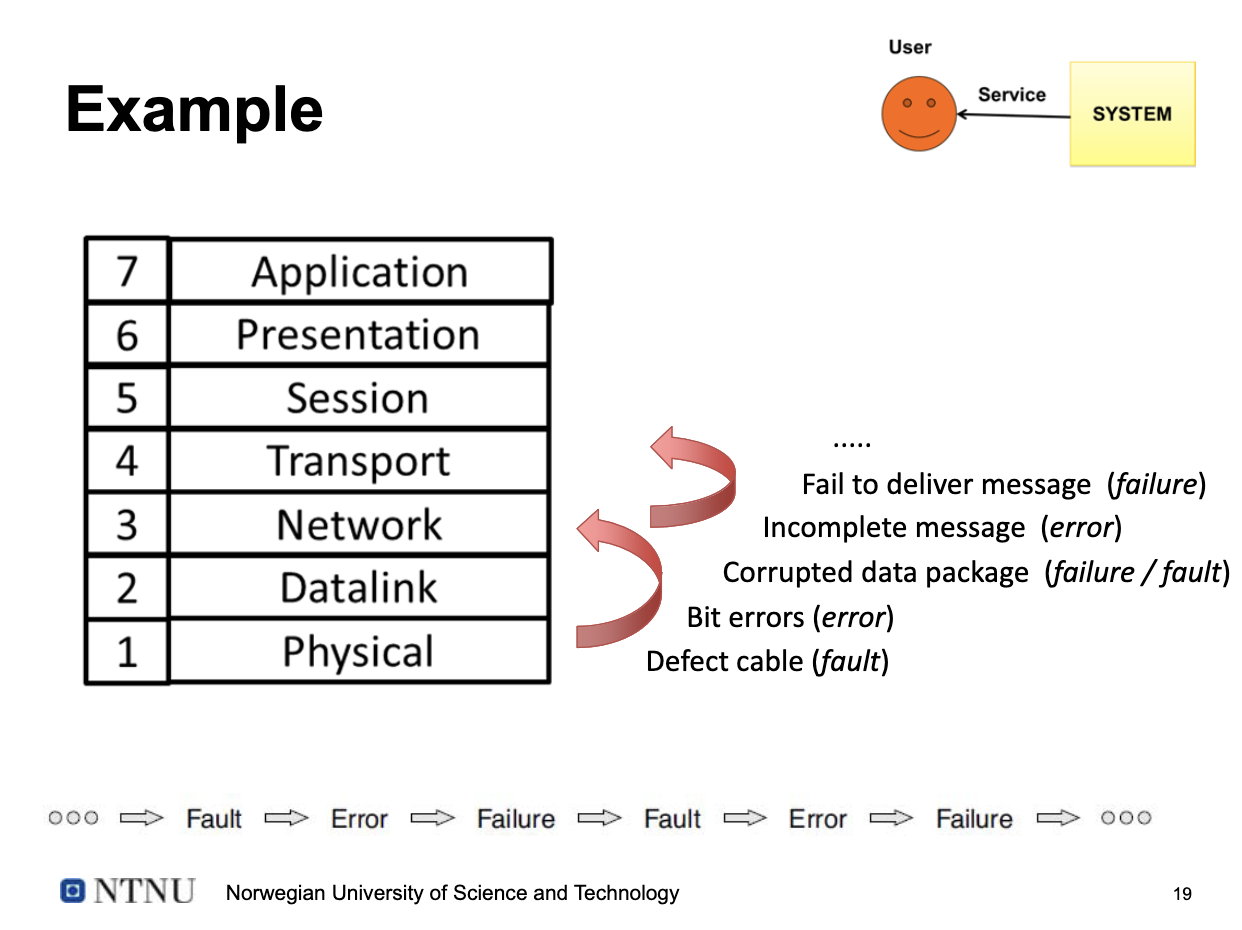 User
Example
Service
SYSTEM
7 Application
6 Presentation
5 Session
4 Transport
3 Network
2 Datalink
1 Physical
.....
Fail to deliver message (failure)
Incomplete message (error)
Corrupted data package (failure / fault)
Bit errors (error)
Defect cable (fault)
Fault Error Failure Fault Error Failure
NTNU Norwegian University of Science and Technology 19